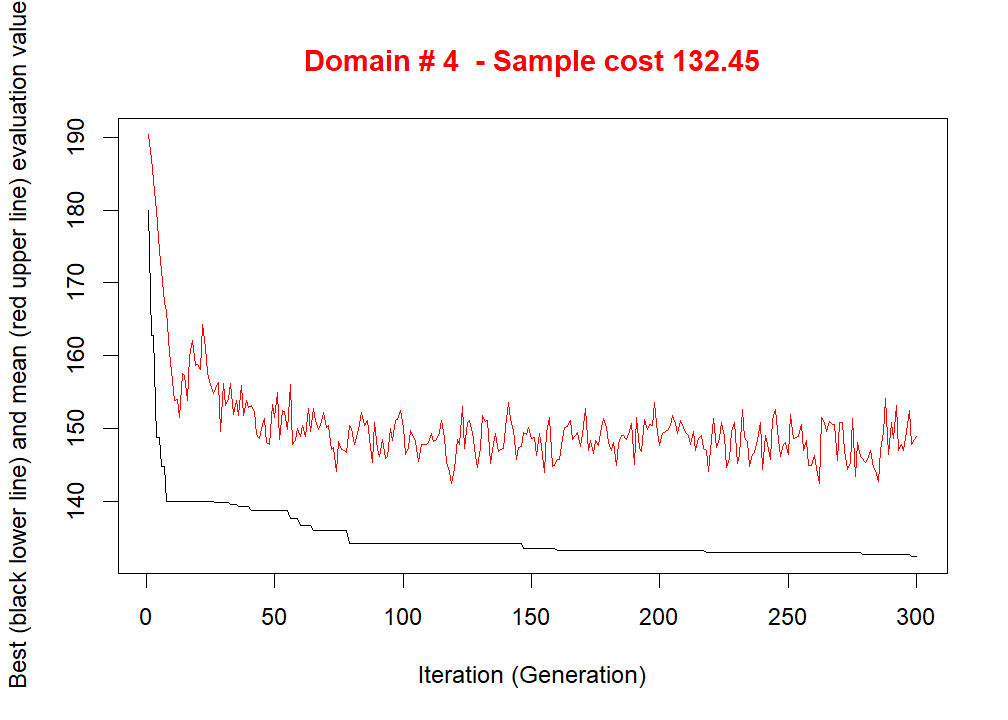 Domain # 4  - Sample cost 132.45
Best (black lower line) and mean (red upper line) evaluation value
190
180
170
160
150
140
0 50 100 150 200 250 300
Iteration (Generation)